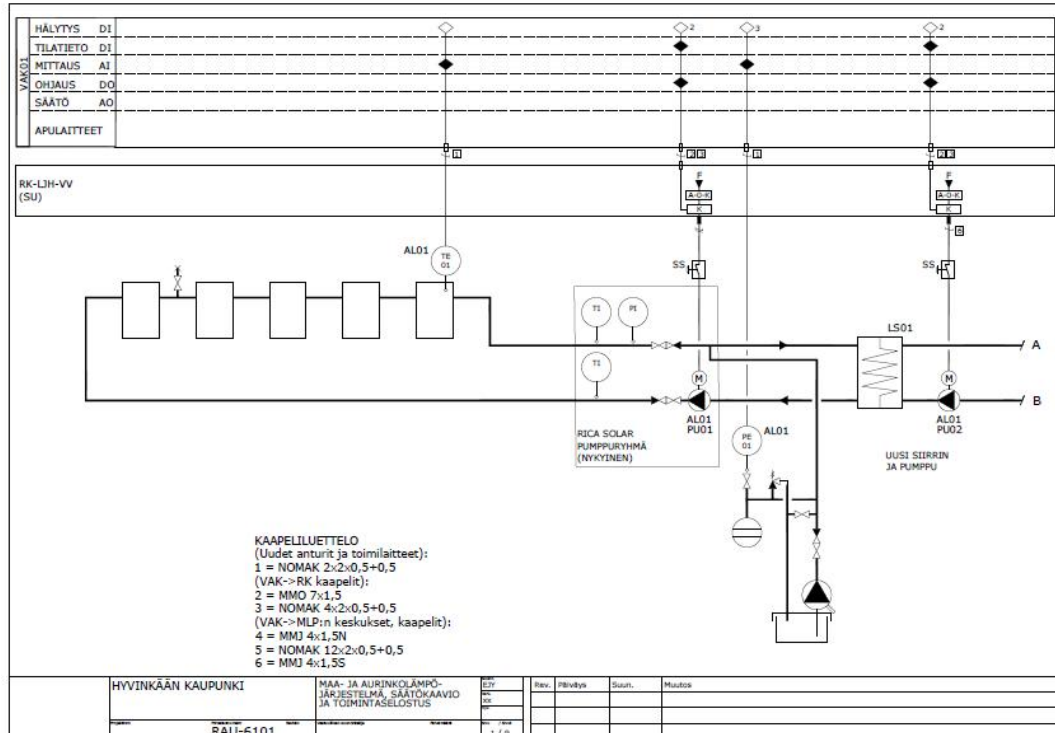 VAK01
HÄLYTYS DI
2
3
2
TILATIETO DI
MITTAUS AI
OHJAUS DO
SÄÄTÖ AO
APULAITTEET
1
2 3
1
2 3
RK-LJH-VV
(SU)
F
A-O-K
K
F
A-O-K
K
6
AL01
TE
01
SS
SS
TI
PI
LS01
A
TI
M
M
B
AL01
PU01
AL01
PU02
PE
01
AL01
RICA SOLAR
PUMPPURYHMÄ
(NYKYINEN)
UUSI SIIRRIN
JA PUMPPU
KAAPELILUETTELO
(Uudet anturit ja toimilaitteet):
1 = NOMAK 2x2x0,5+0,5
(VAK->RK kaapelit):
2 = MMO 7x1,5
3 = NOMAK 4x2x0,5+0,5
(VAK->MLP:n keskukset, kaapelit):
4 = MMJ 4x1,5N
5 = NOMAK 12x2x0,5+0,5
6 = MMJ 4x1,5S
HYVINKÄÄN KAUPUNKI
MAA- JA AURINKOLÄMPÖ-
JÄRJESTELMÄ, SÄÄTÖKAAVIO
JA TOIMINTASELOSTUS
EJY
XX
Rev. Päiväys Suun. Muutos
RAU-6101